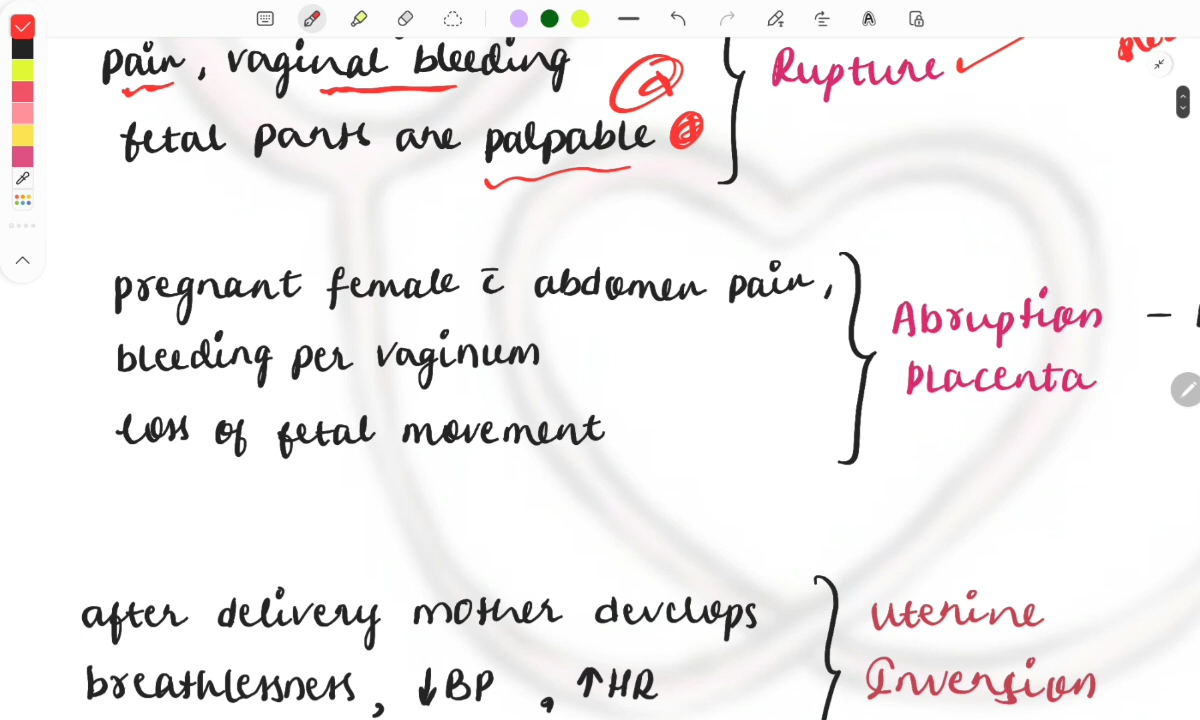 pain, vaginal bleeding
fetal parts are palpable
Rupture
pregnant female c̄ abdomen pain,
bleeding per vaginum
loss of fetal movement
Abruption –
Placenta
after delivery mother develops
breathlessness, ↓BP, ↑HR
Uterine
Inversion